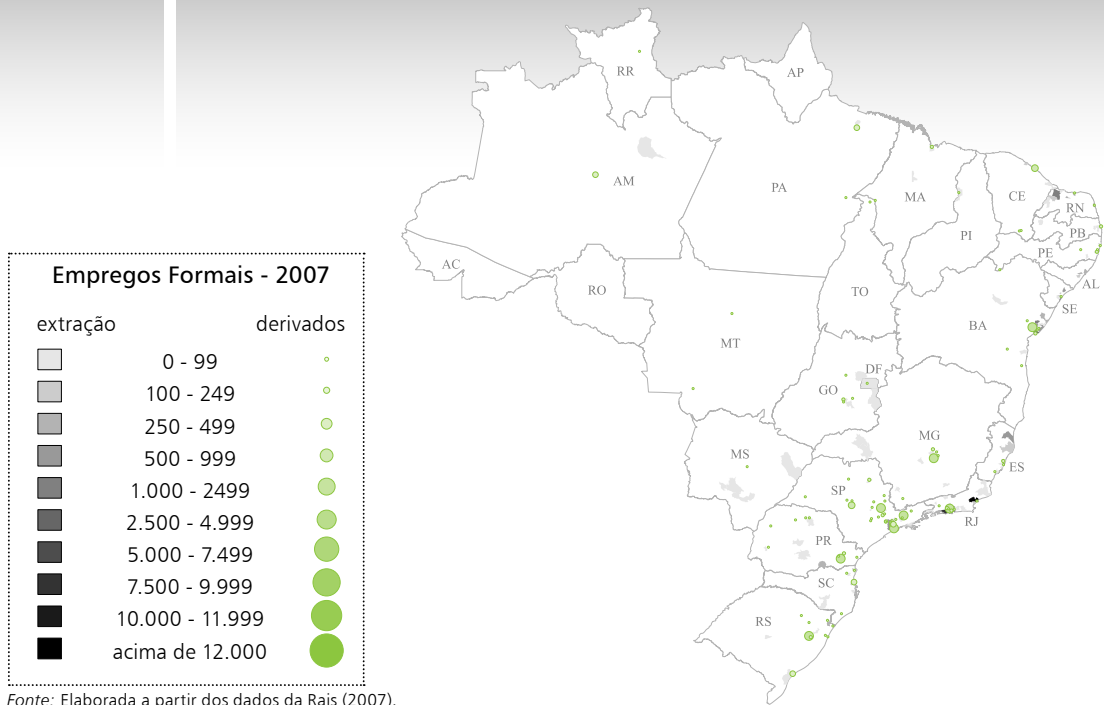 Empregos Formais - 2007
extração derivados
0 - 99
100 - 249
250 - 499
500 - 999
1.000 - 2499
2.500 - 4.999
5.000 - 7.499
7.500 - 9.999
10.000 - 11.999
acima de 12.000
Fonte: Elaborada a partir dos dados da Rais (2007).
RR
AP
AM
PA
MA
CE
RN
PB
PI
PE
AL
AC
RO
TO
SE
BA
MT
DF
GO
MG
MS
ES
SP
RJ
PR
SC
RS